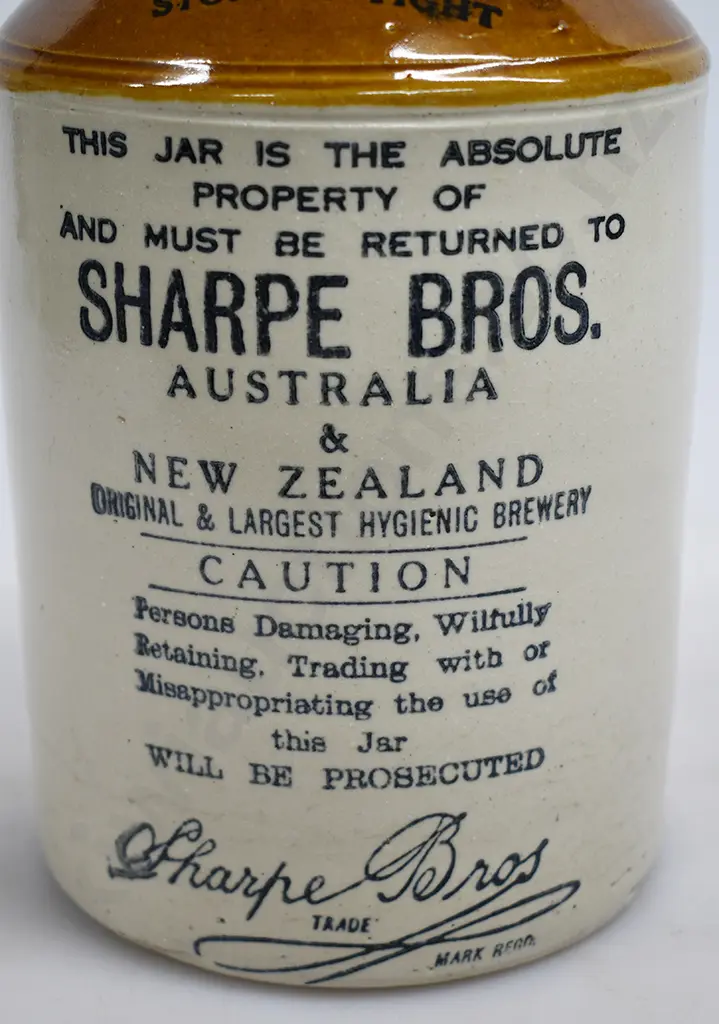 TIGHT
THIS JAR IS THE ABSOLUTE
PROPERTY OF
AND MUST BE RETURNED TO
SHARPE BROS.
AUSTRALIA
&
NEW ZEALAND
ORIGINAL & LARGEST HYGIENIC BREWERY
CAUTION
Persons Damaging, Wilfully
Retaining, Trading with or
Misappropriating the use of
this Jar
WILL BE PROSECUTED
Sharpe Bros
TRADE
MARK REGD.